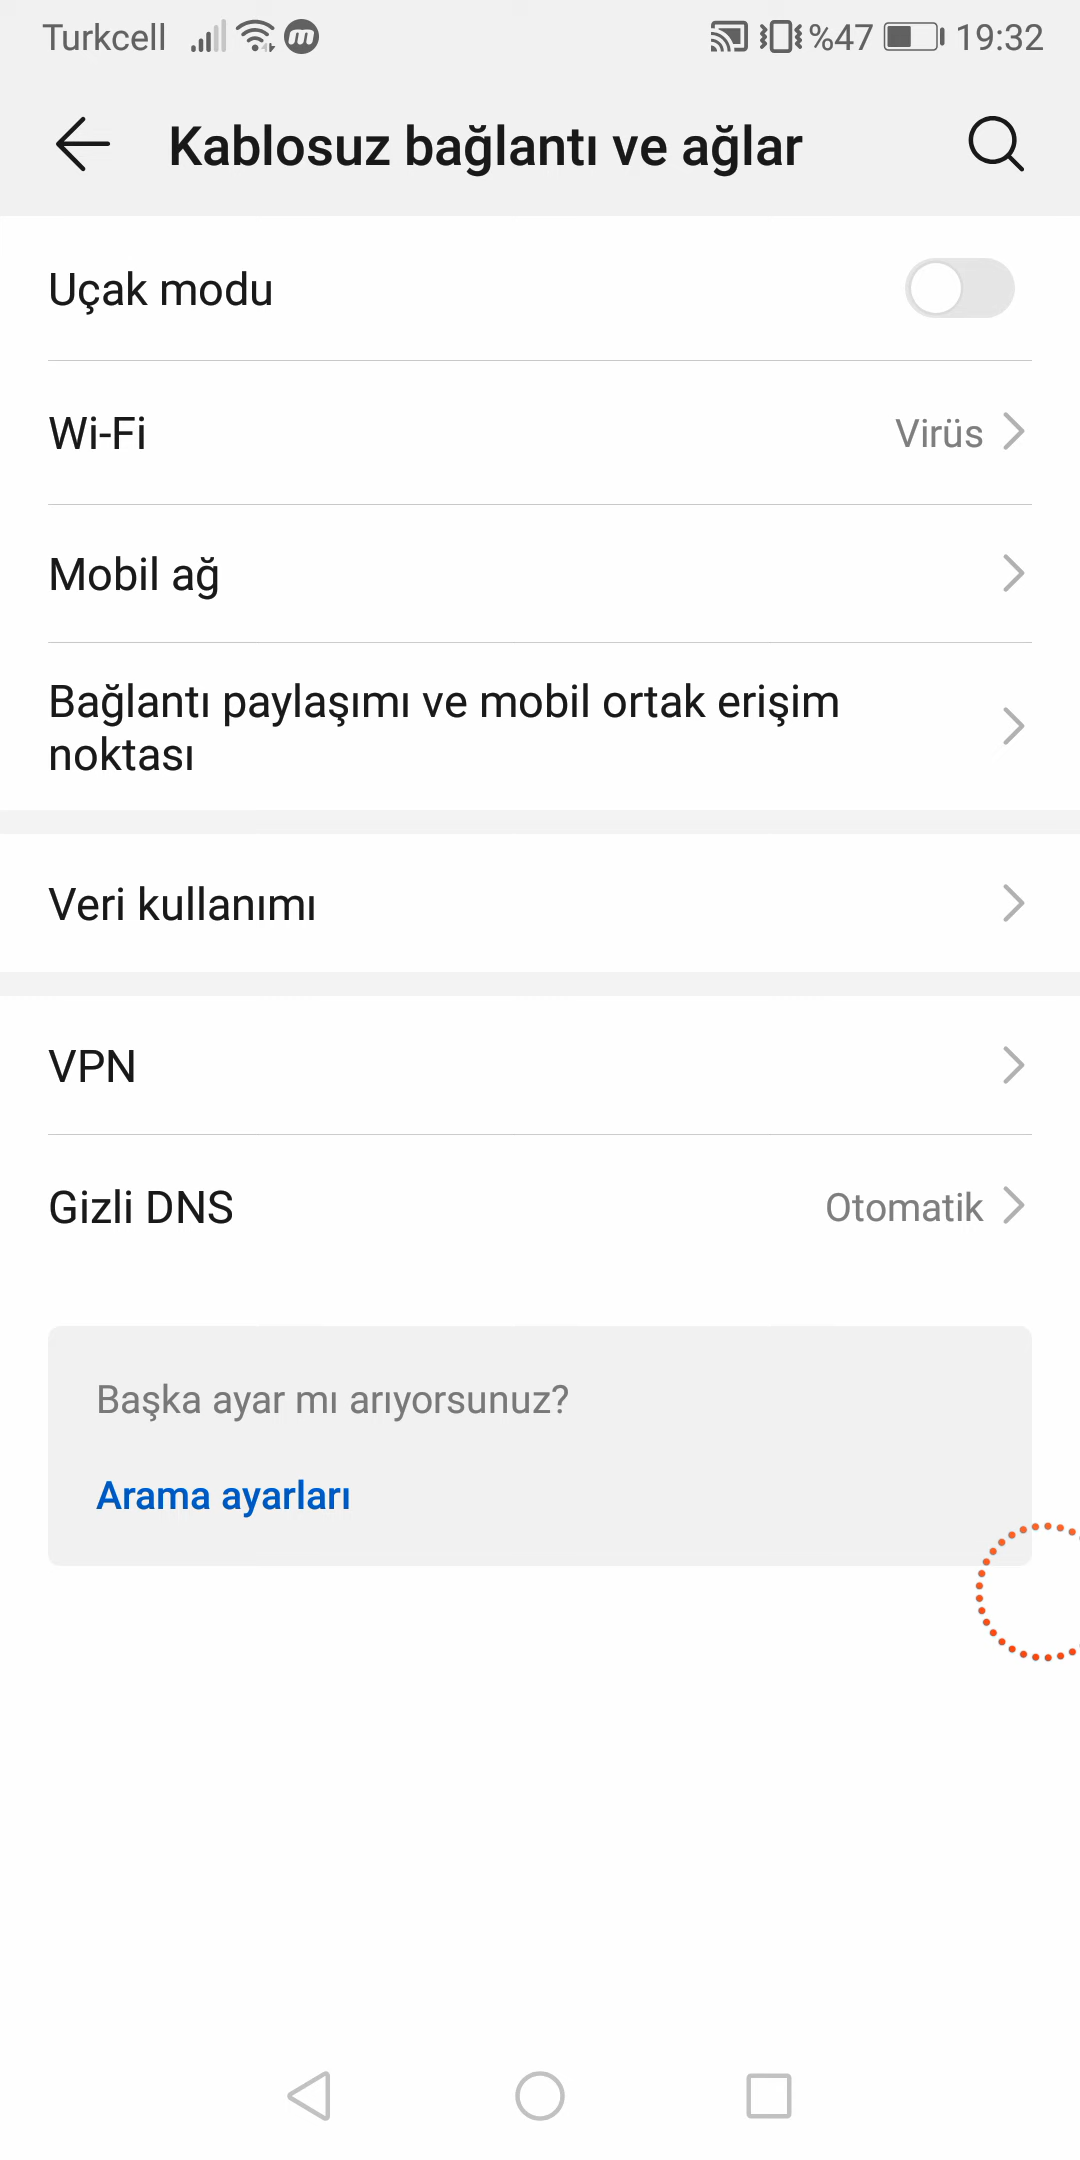 Turkcell %47 19:32
Kablosuz bağlantı ve ağlar
Uçak modu
Wi-Fi Virüs
Mobil ağ
Bağlantı paylaşımı ve mobil ortak erişim
noktası
Veri kullanımı
VPN
Gizli DNS Otomatik
Başka ayar mı arıyorsunuz?
Arama ayarları